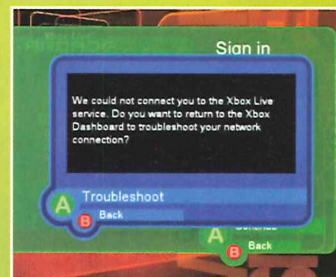 Sign in
We could not connect you to the Xbox Live
service. Do you want to return to the Xbox
Dashboard to troubleshoot your network
connection?
A Troubleshoot
B Back
A
B Back